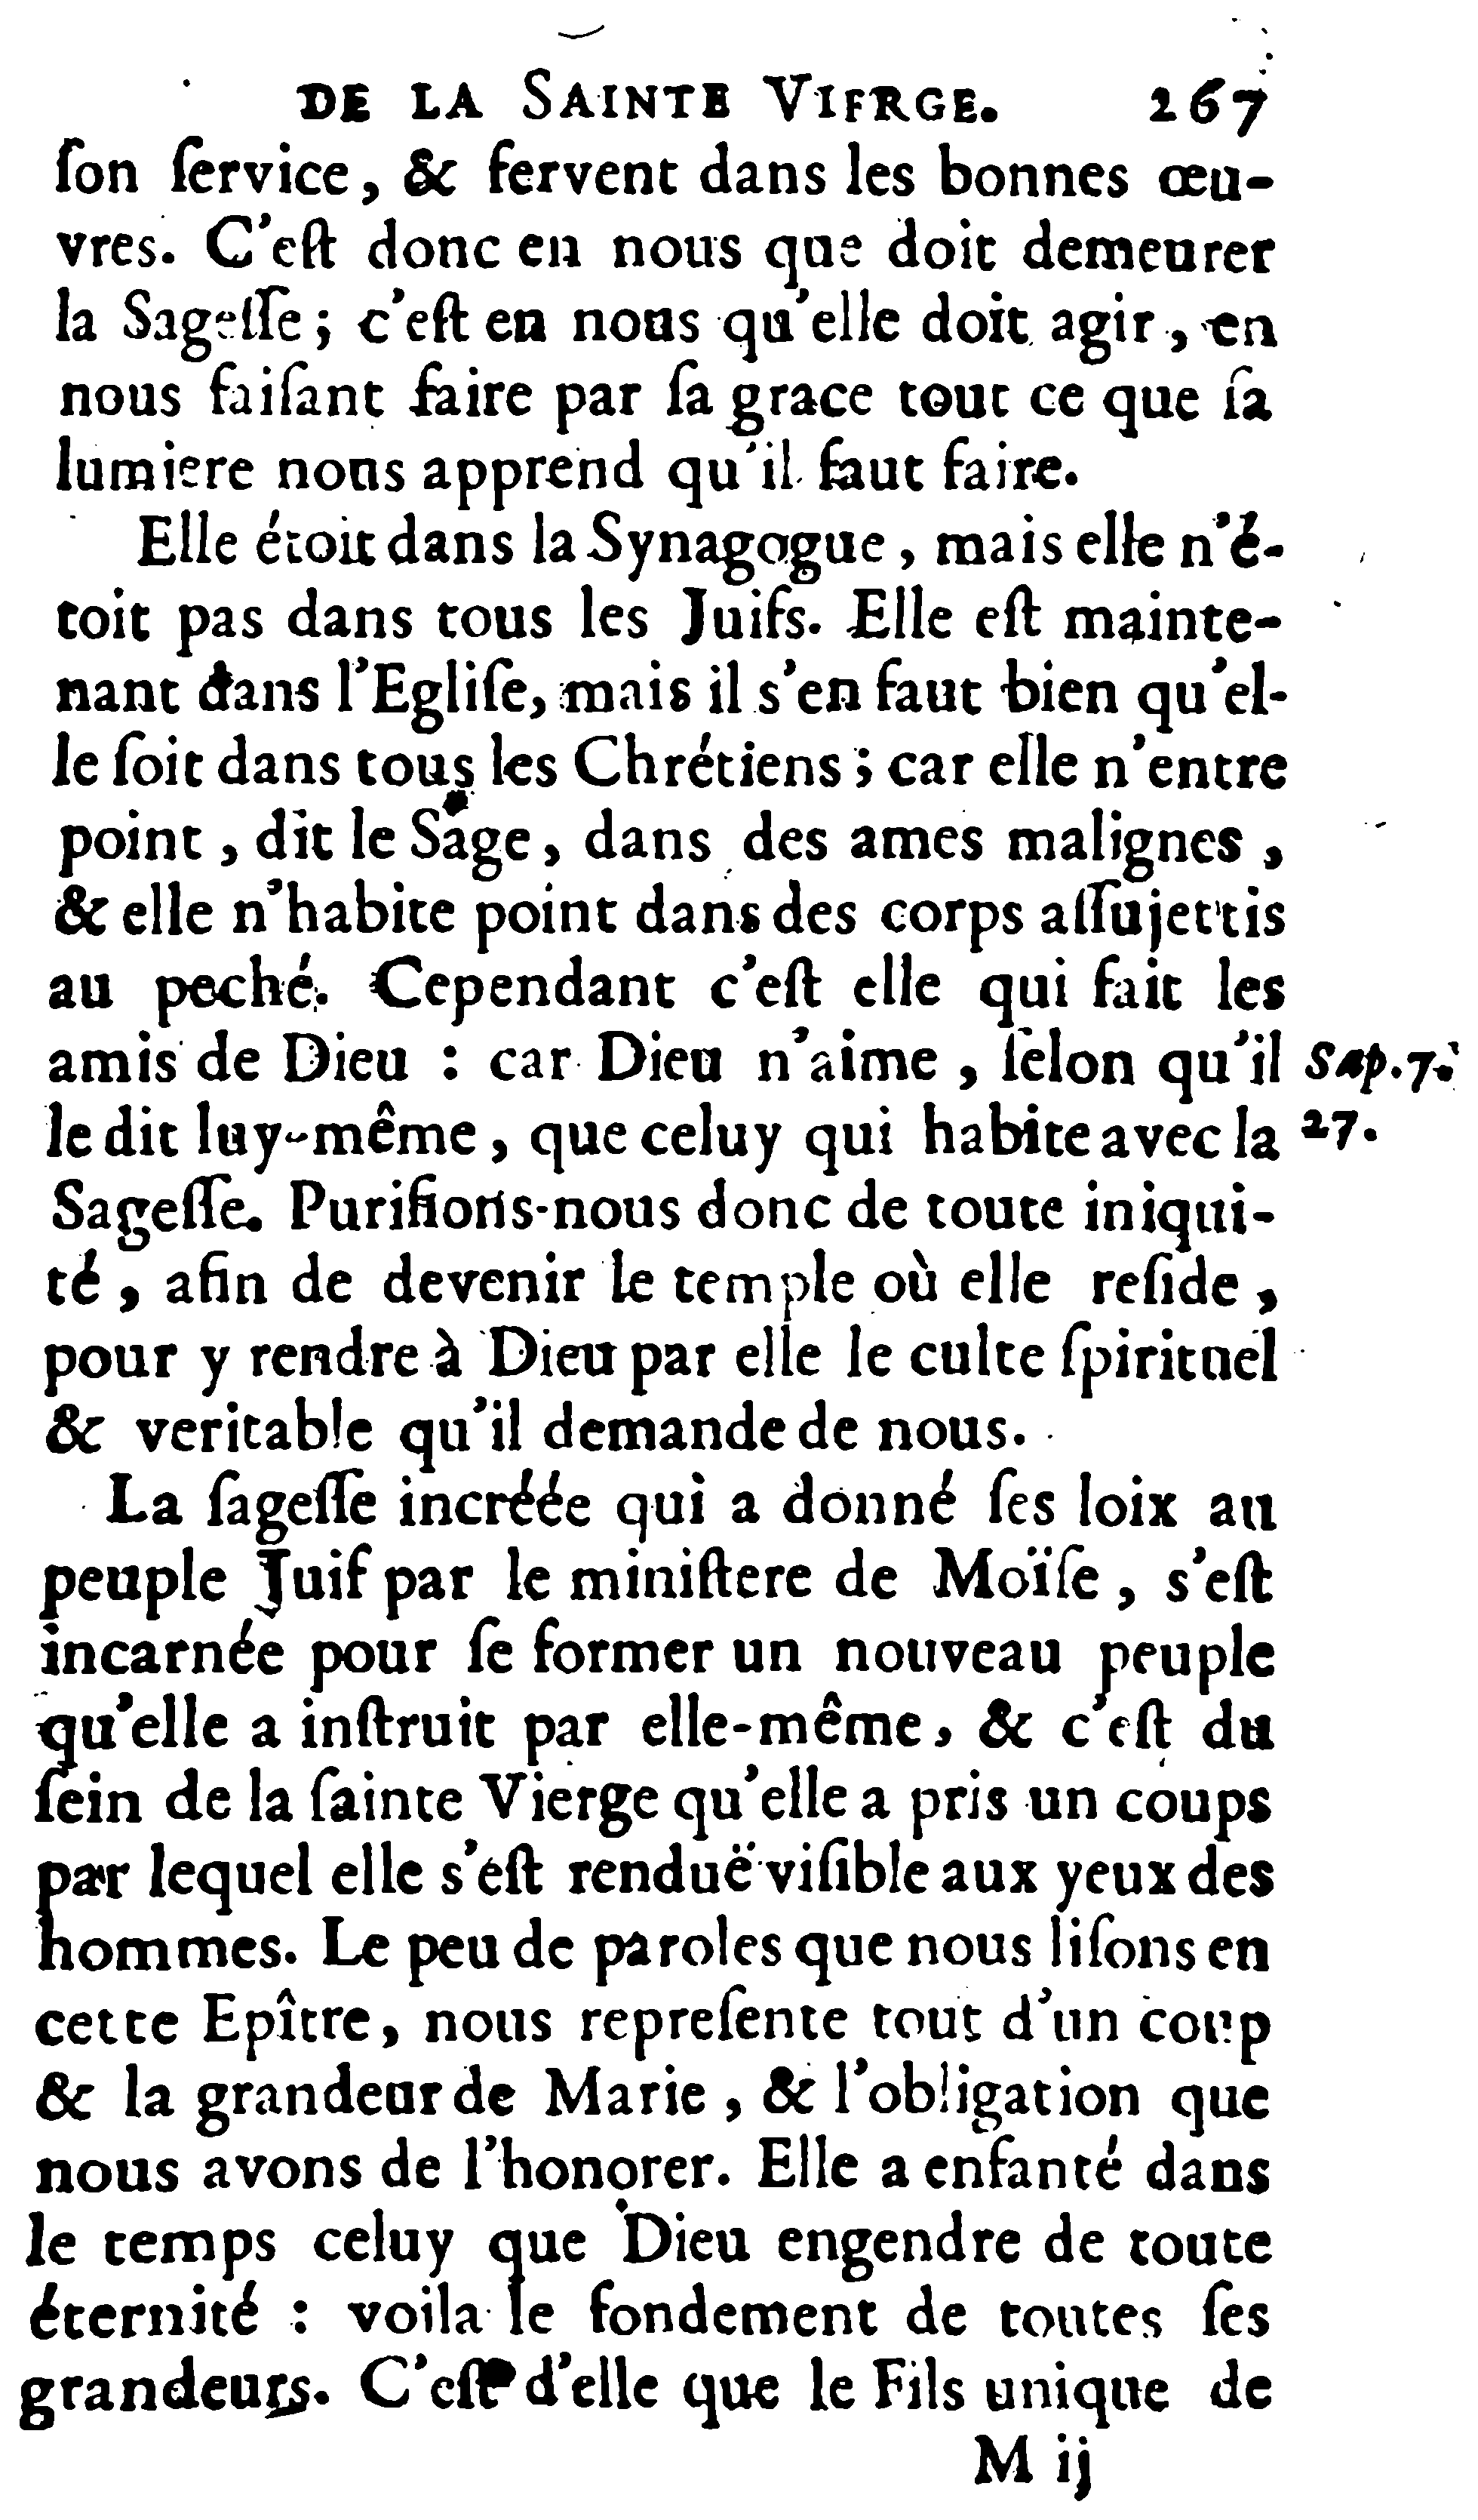 DE LA SAINTE VIERGE. 267
ſon ſervice, & fervent dans les bonnes œu-
vres. C'eſt donc en nous que doit demeurer
la Sageſſe; c'eſt en nous qu'elle doit agir, en
nous faiſant faire par ſa grace tout ce que ſa
lumiere nous apprend qu'il faut faire.
Elle étoit dans la Synagogue, mais elle n'é-
toit pas dans tous les Juifs. Elle eſt mainte-
nant dans l'Egliſe, mais il s'en faut bien qu'el-
le ſoit dans tous les Chrétiens; car elle n'entre
point, dit le Sage, dans des ames malignes,
& elle n'habite point dans des corps aſſujettis
au peché. Cependant c'eſt elle qui fait les
amis de Dieu : car Dieu n'aime, ſelon qu'il Sap. 7.
le dit luy-même, que celuy qui habite avec la 27.
Sageſſe. Purifions-nous donc de toute iniqui-
té, afin de devenir le temple où elle reſide,
pour y rendre à Dieu par elle le culte ſpirituel
& veritable qu'il demande de nous.
La ſageſſe incréée qui a donné ſes loix au
peuple Juif par le miniſtere de Moïſe, s'eſt
incarnée pour ſe former un nouveau peuple
qu'elle a inſtruit par elle-même, & c'eſt du
ſein de la ſainte Vierge qu'elle a pris un coups
par lequel elle s'eſt renduë viſible aux yeux des
hommes. Le peu de paroles que nous liſons en
cette Epître, nous repreſente tout d'un coup
& la grandeur de Marie, & l'obligation que
nous avons de l'honorer. Elle a enfanté dans
le temps celuy que Dieu engendre de toute
éternité : voila le fondement de toutes ſes
grandeurs. C'eſt d'elle que le Fils unique de
M ij